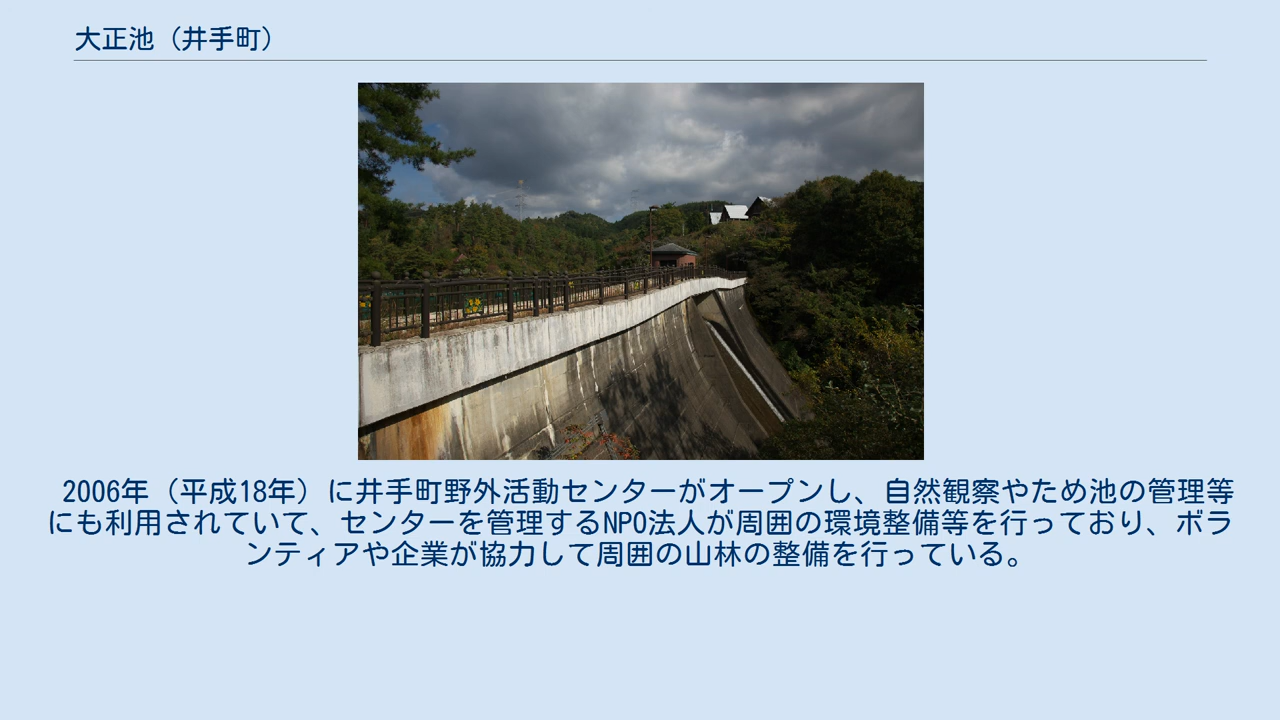 大正池（井手町）
2006年（平成18年）に井手町野外活動センターがオープンし、自然観察やため池の管理等
にも利用されていて、センターを管理するNPO法人が周囲の環境整備等を行っており、ボラ
ンティアや企業が協力して周囲の山林の整備を行っている。